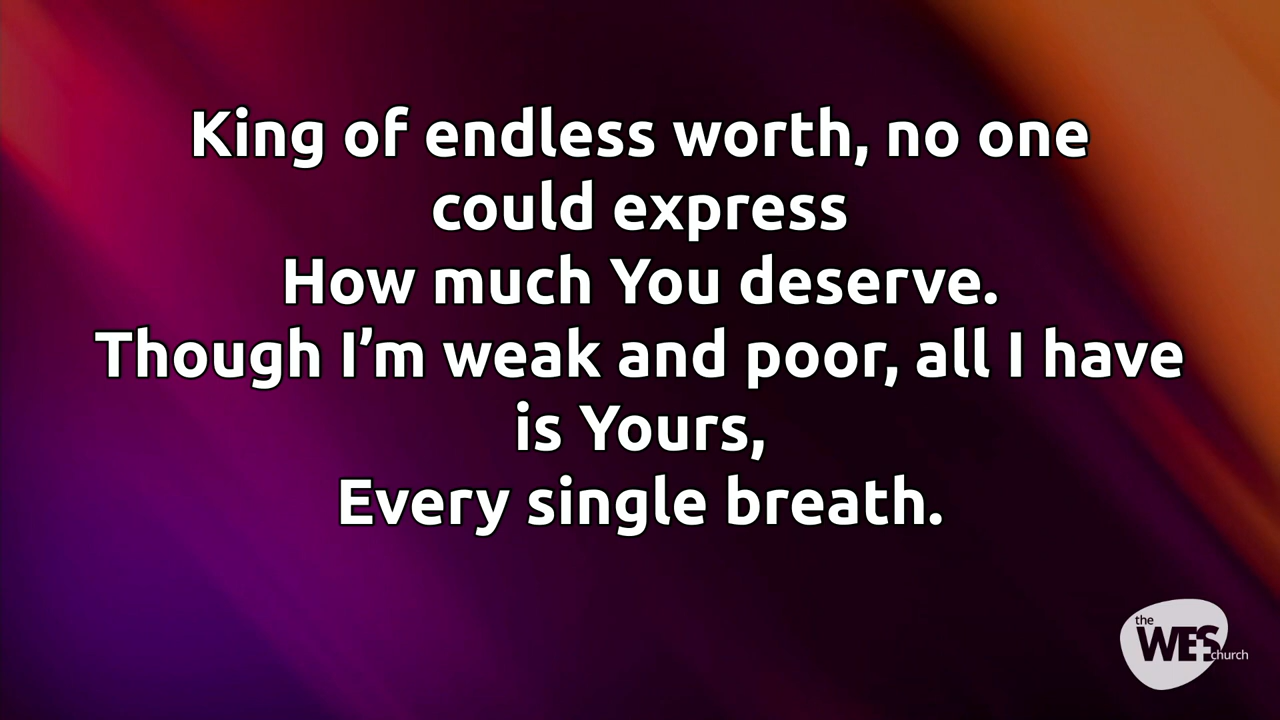 King of endless worth, no one
could express
How much You deserve.
Though I’m weak and poor, all I have
is Yours,
Every single breath.
the
WES
church